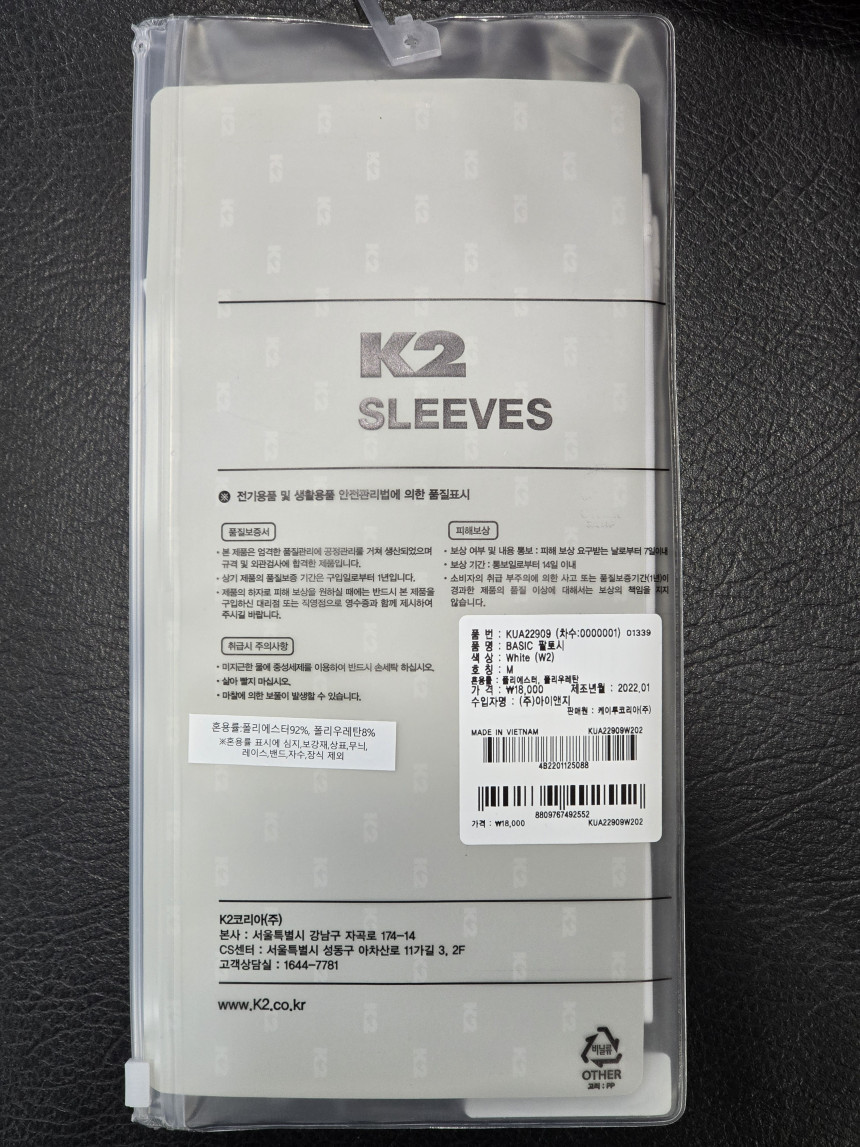 K2
SLEEVES
※ 전기용품 및 생활용품 안전관리법에 의한 품질표시
품질보증서
• 본 제품은 엄격한 품질관리에 공정관리를 거쳐 생산되었으며
규격 및 외관검사에 합격한 제품입니다.
• 상기 제품의 품질보증 기간은 구입일로부터 1년입니다.
• 제품의 하자로 피해 보상을 원하실 때에는 반드시 본 제품을
구입하신 대리점 또는 직영점으로 영수증과 함께 제시하여
주시길 바랍니다.
취급시 주의사항
• 미지근한 물에 중성세제를 이용하여 반드시 손세탁 하십시오.
• 삶아 빨지 마십시오.
• 마찰에 의한 보풀이 발생할 수 있습니다.
피해보상
• 보상 여부 및 내용 통보 : 피해 보상 요구받는 날로부터 7일이내
• 보상 기간 : 통보일로부터 14일 이내
• 소비자의 취급 부주의에 의한 사고 또는 품질보증기간(1년)이
경과한 제품의 품질 이상에 대해서는 보상의 책임을 지지
않습니다.
혼용률:폴리에스터92%, 폴리우레탄8%
※혼용률 표시에 심지,보강재,상표,무늬,
레이스,밴드,자수,장식 제외
품 번 : KUA22909 (차수:0000001) 01339
품 명 : BASIC 팔토시
색 상 : White (W2)
호 칭 : M
혼용률 : 폴리에스터, 폴리우레탄
가 격 : ₩18,000 제조년월 : 2022.01
수입자명 : (주)아이앤지
판매원 : 케이투코리아(주)
MADE IN VIETNAM KUA22909W202
482201125088
8809767492552
가격 : ₩18,000 KUA22909W202
K2코리아(주)
본사 : 서울특별시 강남구 자곡로 174-14
CS센터 : 서울특별시 성동구 아차산로 11가길 3, 2F
고객상담실 : 1644-7781
www.K2.co.kr
비닐류
OTHER
고리 : PP